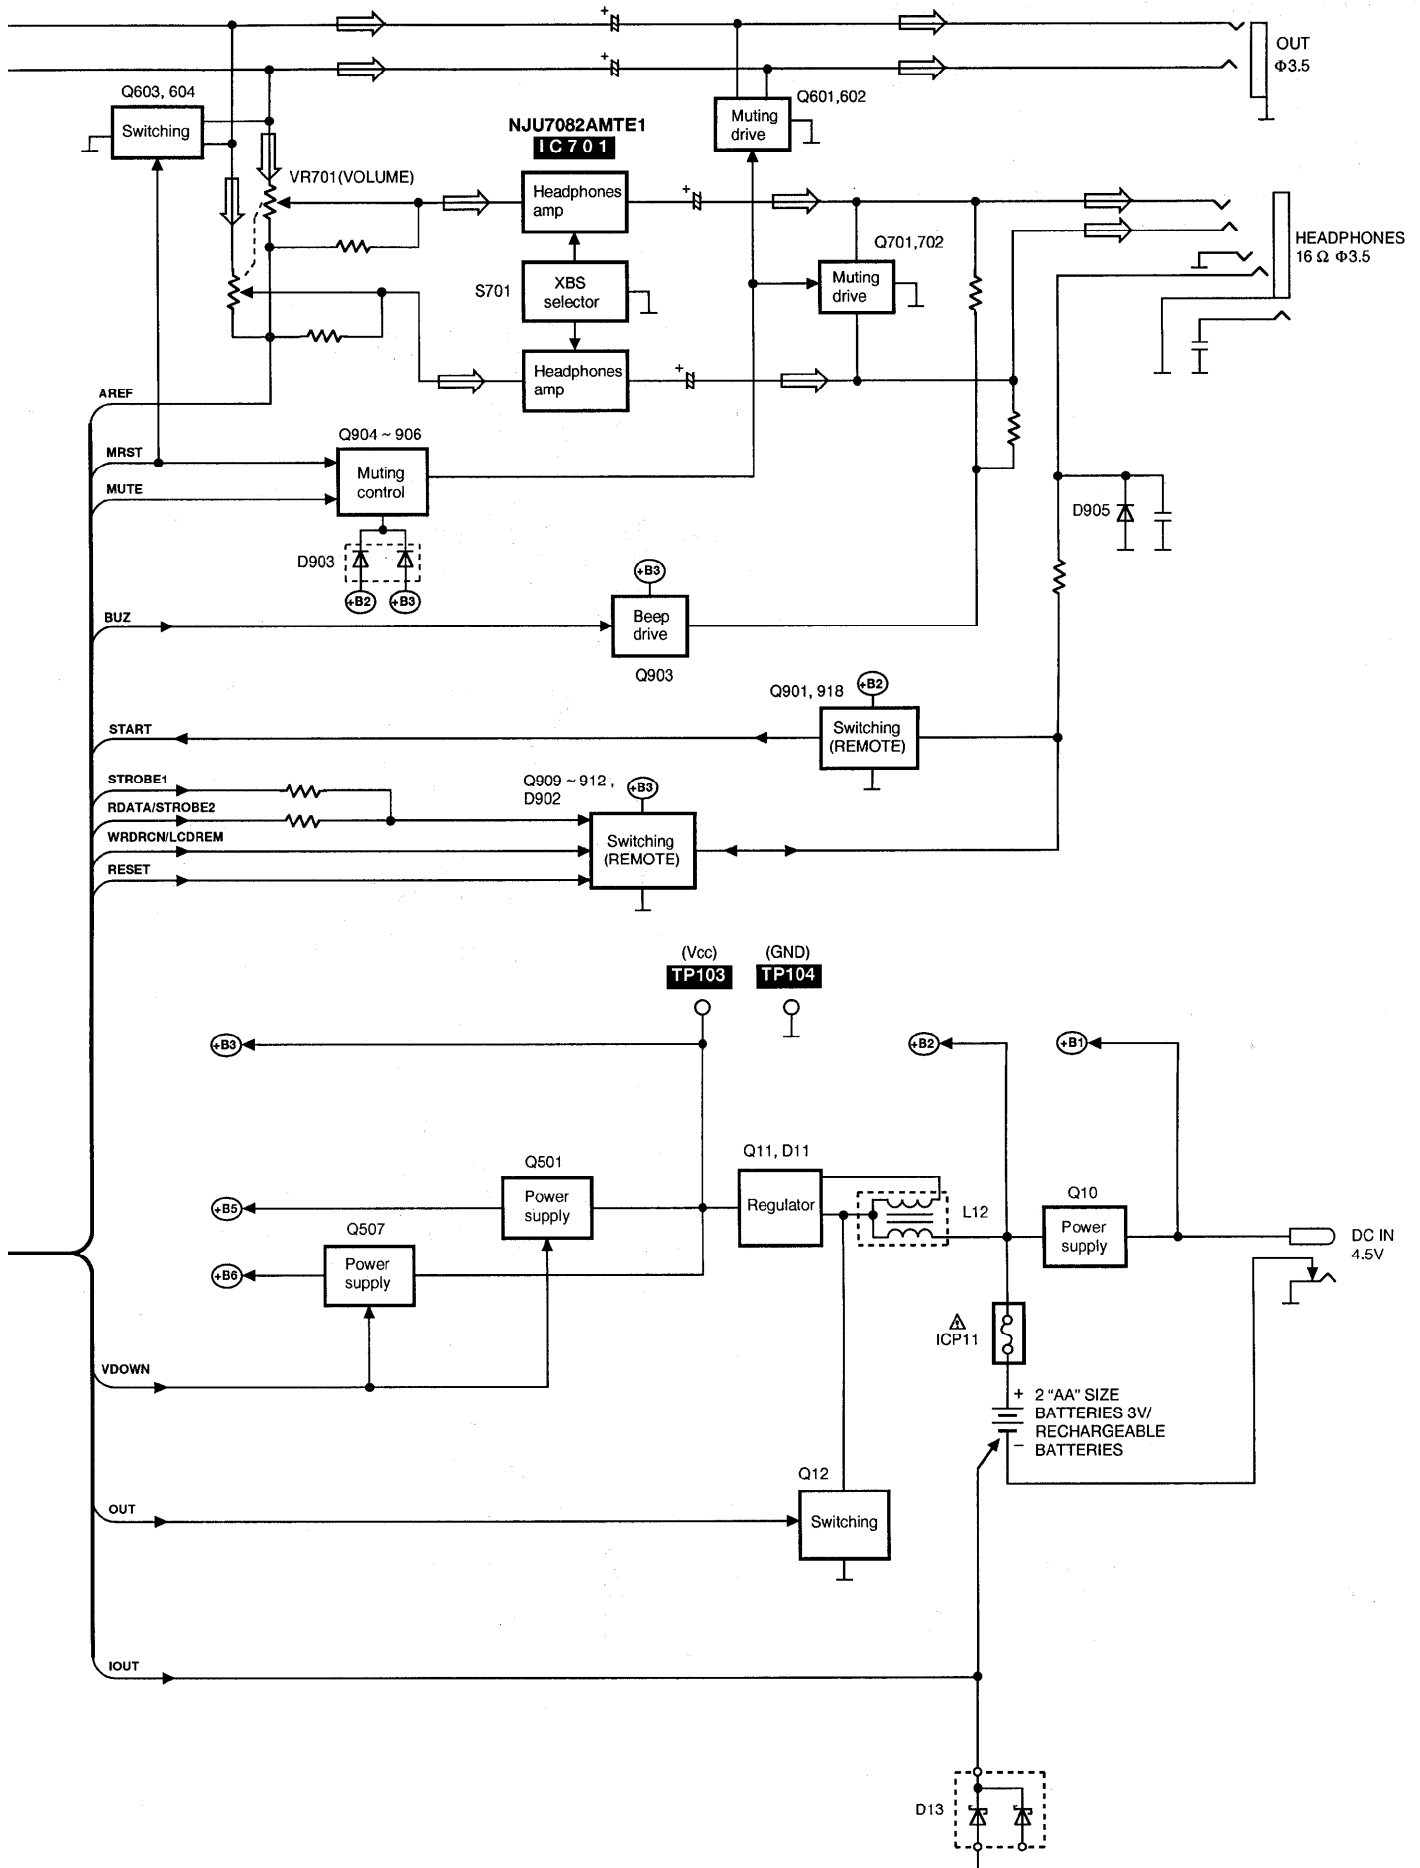 +
OUT
Φ3.5
+
Q603, 604
Switching
Q601,602
Muting
drive
NJU7082AMTE1
IC701
VR701(VOLUME)
Headphones
amp
+
Q701,702
Muting
drive
HEADPHONES
16 Ω Φ3.5
S701
XBS
selector
Headphones
amp
+
AREF
MRST
MUTE
Q904 ~ 906
Muting
control
D903
+B2
+B3
D905
BUZ
+B3
Beep
drive
Q903
Q901, 918
+B2
Switching
(REMOTE)
START
STROBE1
RDATA/STROBE2
WRDRCN/LCDREM
RESET
Q909 ~ 912 ,
D902
+B3
Switching
(REMOTE)
(Vcc)
TP103
(GND)
TP104
+B3
+B2
+B1
Q501
Power
supply
+B5
Q507
Power
supply
+B6
Q11, D11
Regulator
L12
Q10
Power
supply
DC IN
4.5V
ICP11
VDOWN
+
2 "AA" SIZE
BATTERIES 3V/
RECHARGEABLE
BATTERIES
−
Q12
Switching
OUT
IOUT
D13